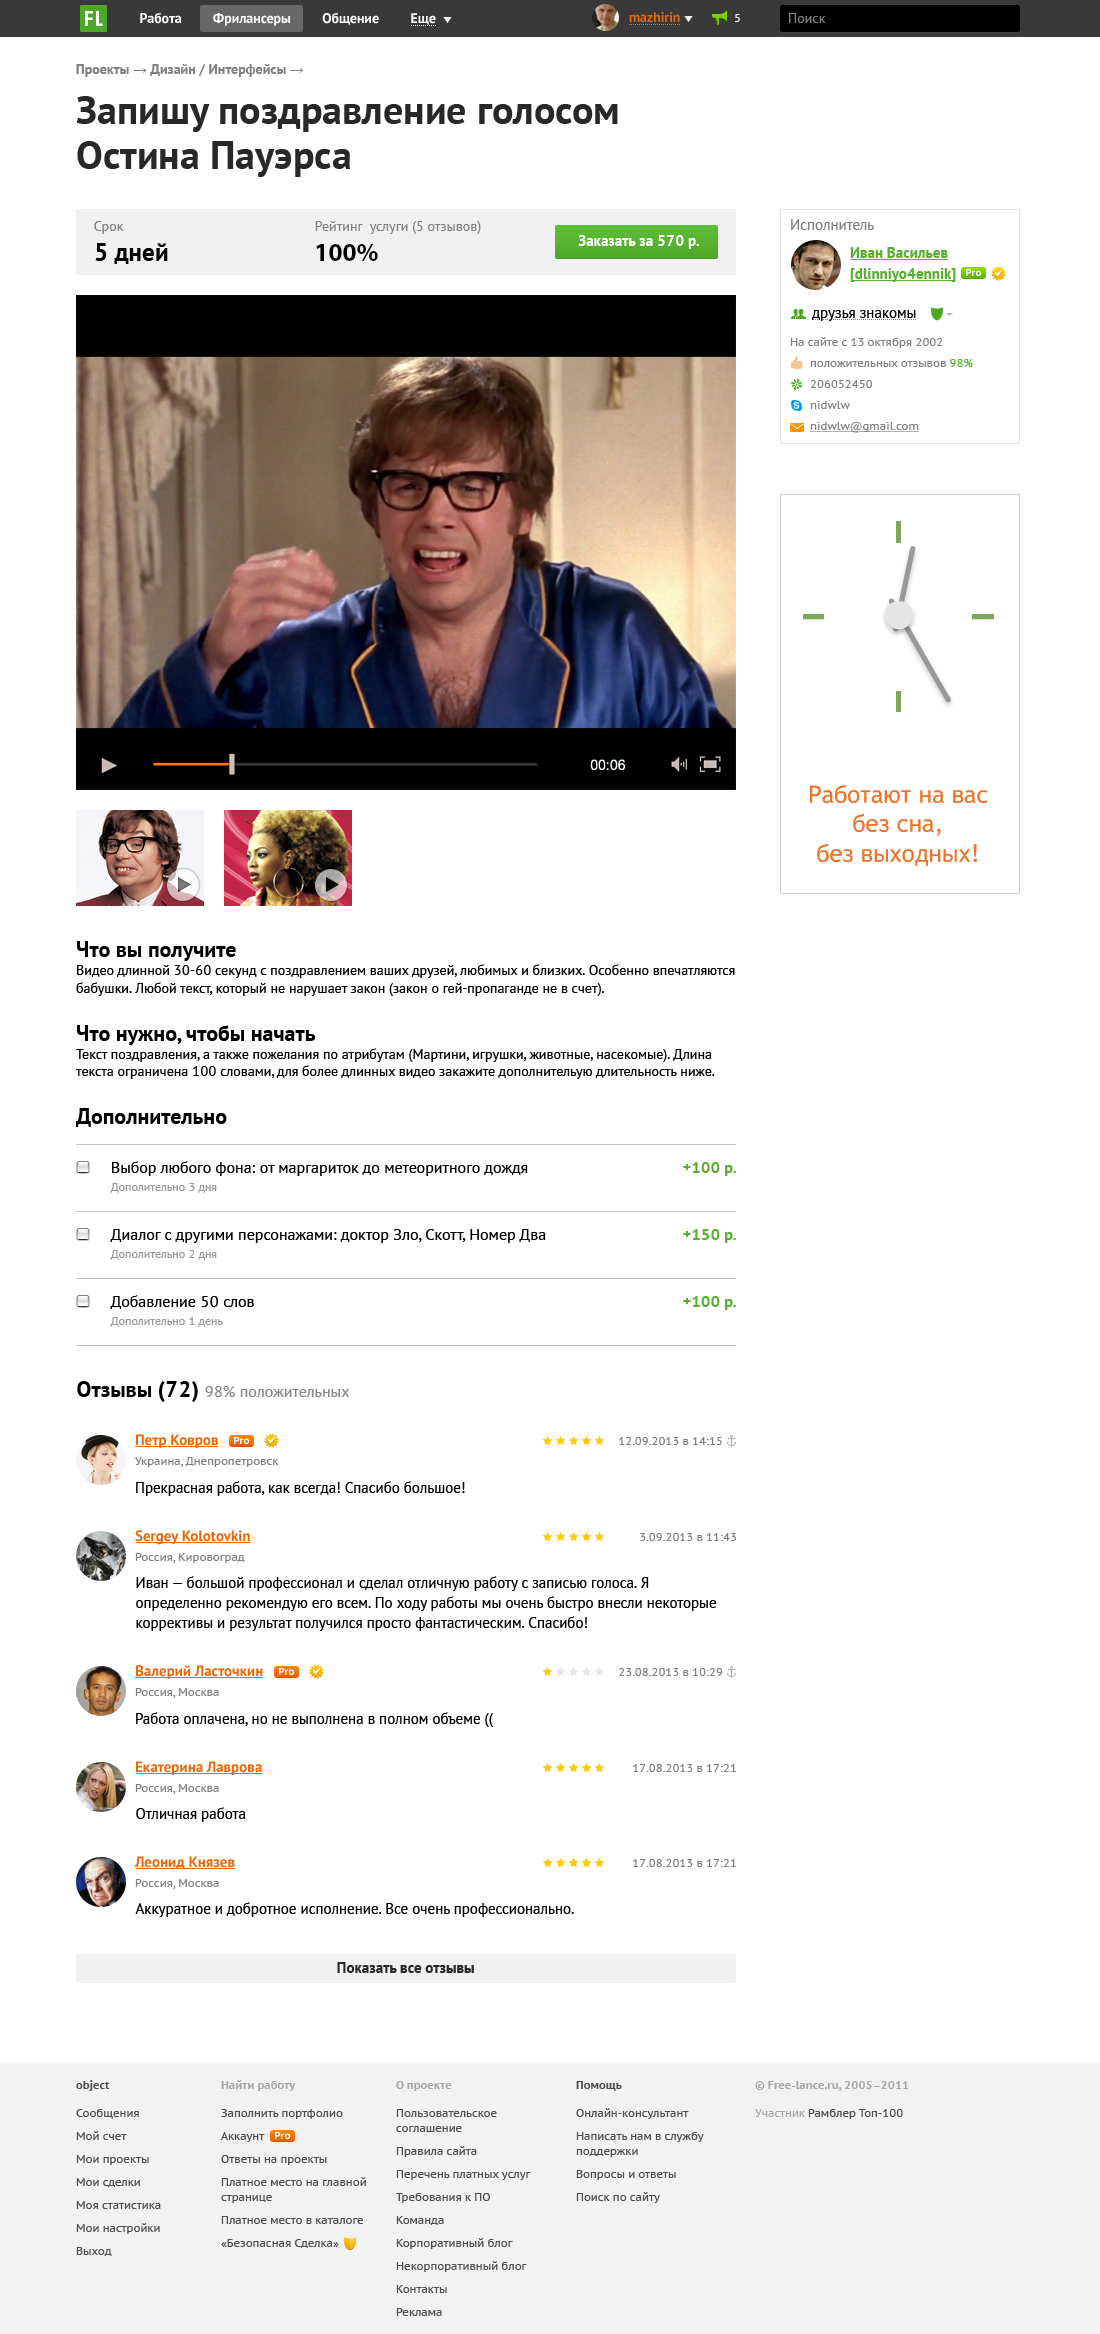 FL Работа Фрилансеры Общение Еще mazhirin 5 Поиск
Проекты → Дизайн / Интерфейсы →
Запишу поздравление голосом
Остина Пауэрса
Срок
5 дней
Рейтинг услуги (5 отзывов)
100%
Заказать за 570 р.
Исполнитель
Иван Васильев
[dlinniyo4ennik] Pro
друзья знакомы
На сайте с 13 октября 2002
положительных отзывов 98%
206052450
nidwlw
nidwlw@gmail.com
00:06
Работают на вас
без сна,
без выходных!
Что вы получите
Видео длинной 30-60 секунд с поздравлением ваших друзей, любимых и близких. Особенно впечатляются
бабушки. Любой текст, который не нарушает закон (закон о гей-пропаганде не в счет).
Что нужно, чтобы начать
Текст поздравления, а также пожелания по атрибутам (Мартини, игрушки, животные, насекомые). Длина
текста ограничена 100 словами, для более длинных видео закажите дополнительую длительность ниже.
Дополнительно
Выбор любого фона: от маргариток до метеоритного дождя +100 р.
Дополительно 3 дня
Диалог с другими персонажами: доктор Зло, Скотт, Номер Два +150 р.
Дополительно 2 дня
Добавление 50 слов +100 р.
Дополительно 1 день
Отзывы (72) 98% положительных
Петр Ковров Pro 12.09.2013 в 14:15
Украина, Днепропетровск
Прекрасная работа, как всегда! Спасибо большое!
Sergey Kolotovkin 3.09.2013 в 11:43
Россия, Кировоград
Иван — большой профессионал и сделал отличную работу с записью голоса. Я
определенно рекомендую его всем. По ходу работы мы очень быстро внесли некоторые
коррективы и результат получился просто фантастическим. Спасибо!
Валерий Ласточкин Pro 23.08.2013 в 10:29
Россия, Москва
Работа оплачена, но не выполнена в полном объеме ((
Екатерина Лаврова 17.08.2013 в 17:21
Россия, Москва
Отличная работа
Леонид Князев 17.08.2013 в 17:21
Россия, Москва
Аккуратное и добротное исполнение. Все очень профессионально.
Показать все отзывы
object
Сообщения
Мой счет
Мои проекты
Мои сделки
Моя статистика
Мои настройки
Выход
Найти работу
Заполнить портфолио
Аккаунт Pro
Ответы на проекты
Платное место на главной
странице
Платное место в каталоге
«Безопасная Сделка»
О проекте
Пользовательское
соглашение
Правила сайта
Перечень платных услуг
Требования к ПО
Команда
Корпоративный блог
Некорпоративный блог
Контакты
Реклама
Помощь
Онлайн-консультант
Написать нам в службу
поддержки
Вопросы и ответы
Поиск по сайту
© Free-lance.ru, 2005–2011
Участник Рамблер Топ-100